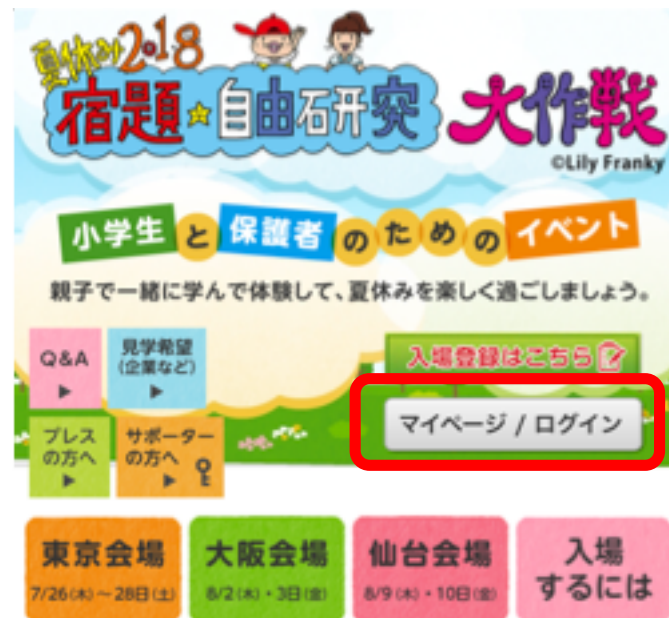 夏休み2018
宿題★自由研究 大作戦
©Lily Franky
小学生と保護者のためのイベント
親子で一緒に学んで体験して、夏休みを楽しく過ごしましょう。
Q&A
▶
見学希望
(企業など)
▶
入場登録はこちら
マイページ / ログイン
プレス
の方へ
▶
サポーター
の方へ
▶
東京会場
7/26(木)～28日(土)
大阪会場
8/2(木)・3日(金)
仙台会場
8/9(木)・10日(金)
入場
するには